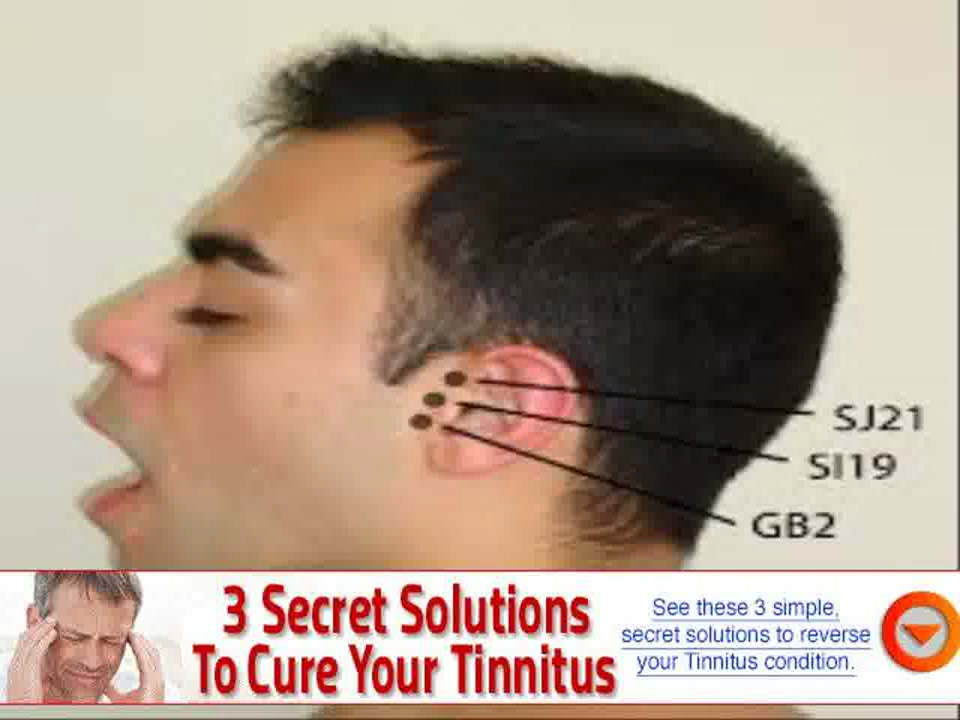 SJ21
SI19
GB2
3 Secret Solutions
To Cure Your Tinnitus
See these 3 simple,
secret solutions to reverse
your Tinnitus condition.